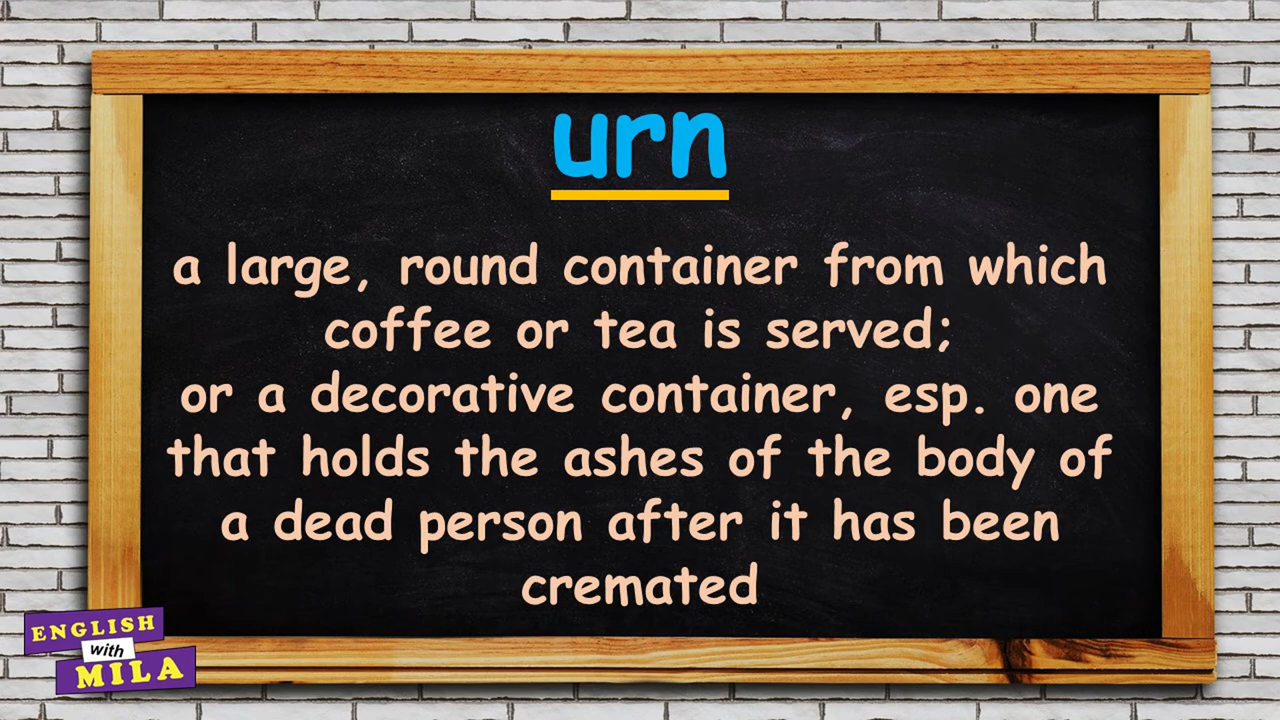 urn
a large, round container from which
coffee or tea is served;
or a decorative container, esp. one
that holds the ashes of the body of
a dead person after it has been
cremated
ENGLISH
with
MILA